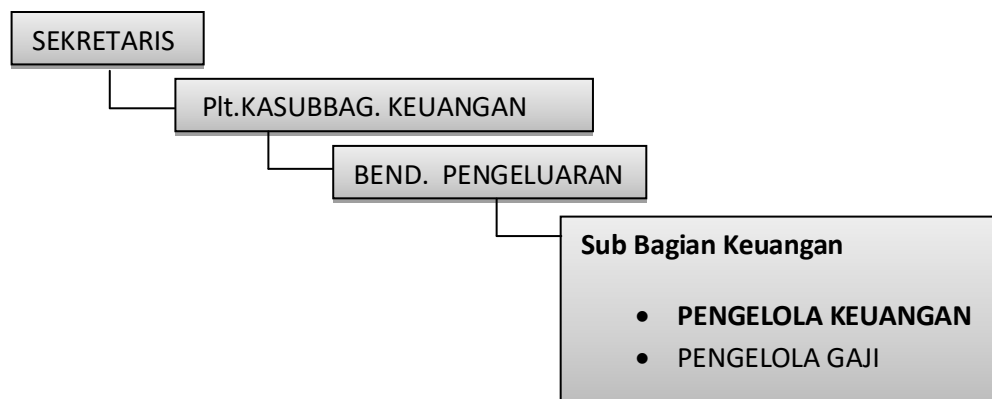 SEKRETARIS
Plt.KASUBBAG. KEUANGAN
BEND. PENGELUARAN
Sub Bagian Keuangan
• PENGELOLA KEUANGAN
• PENGELOLA GAJI